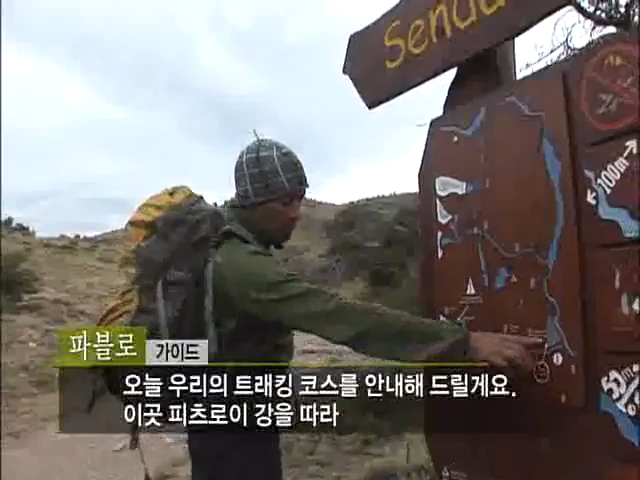 Senda
100m
50m
파블로 가이드
오늘 우리의 트래킹 코스를 안내해 드릴게요.
이곳 피츠로이 강을 따라